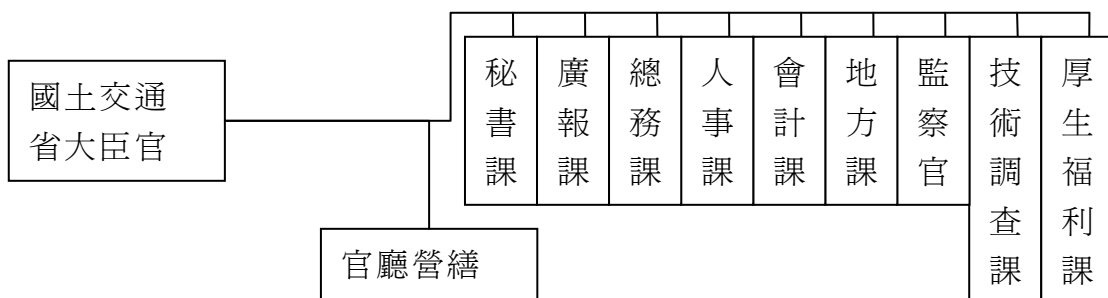 國土交通
省大臣官
秘書課
廣報課
總務課
人事課
會計課
地方課
監察官
技術調查課
厚生福利課
官廳營繕